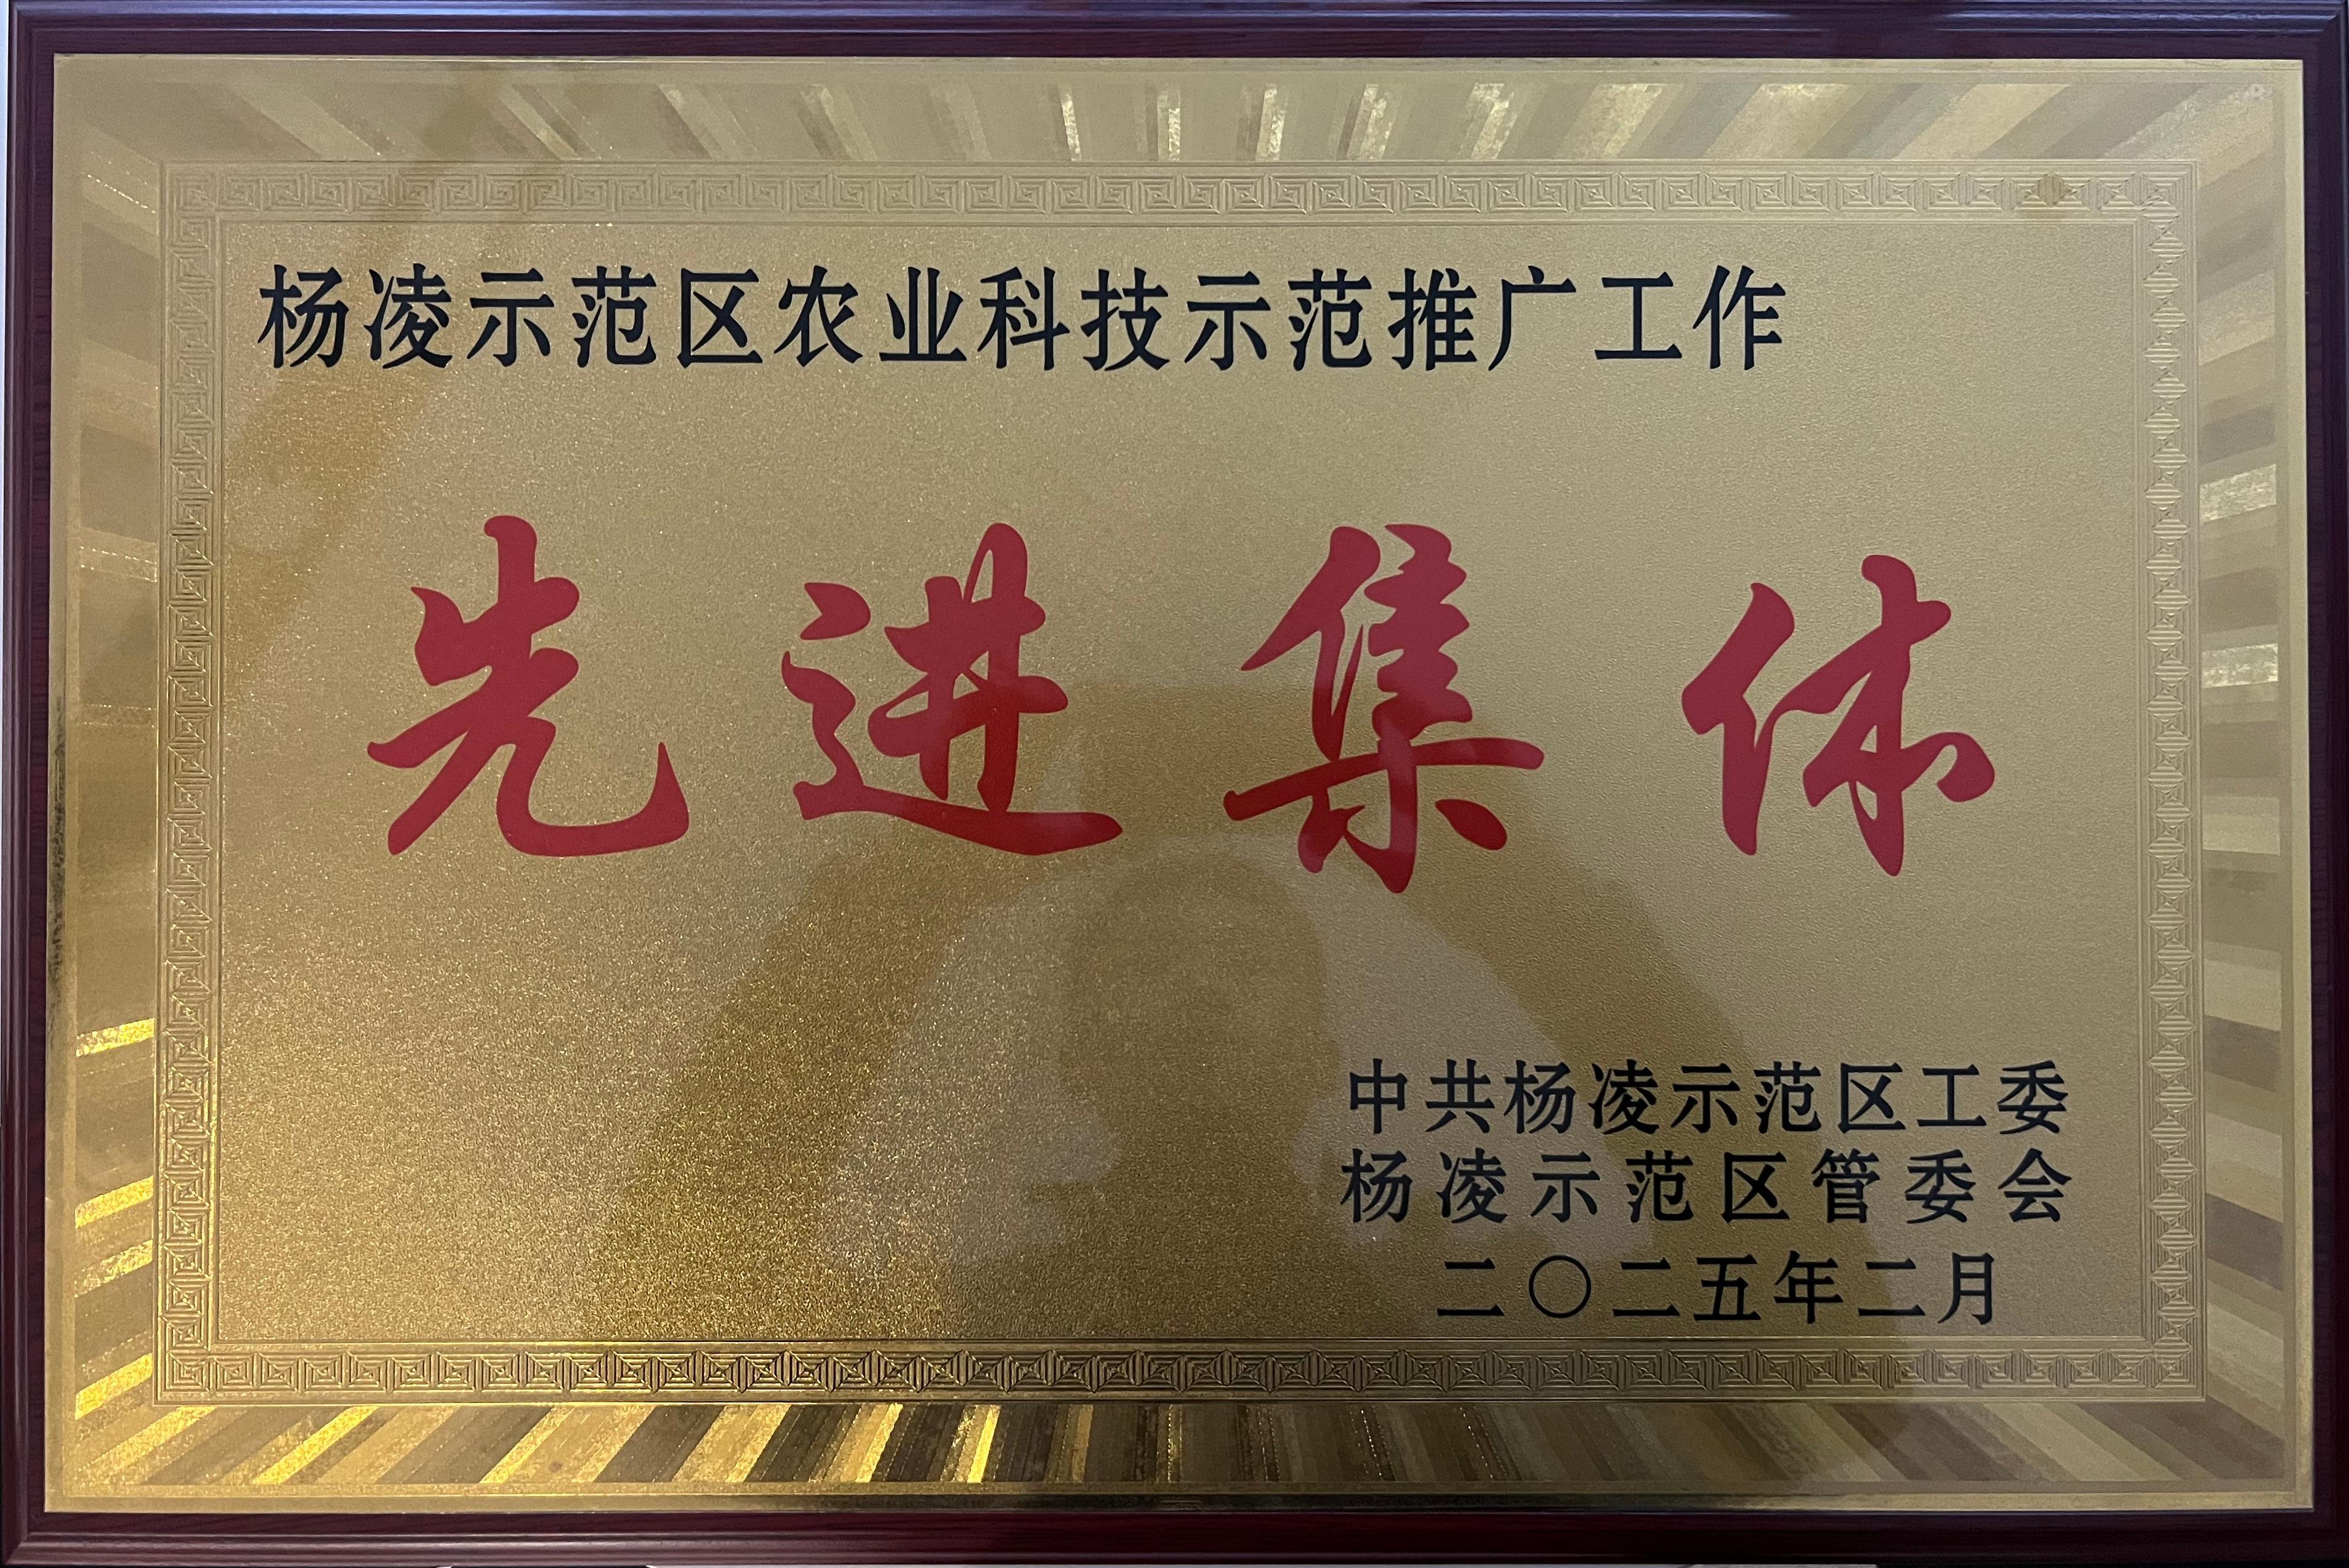 杨凌示范区农业科技示范推广工作
先进集体
中共杨凌示范区工委
杨凌示范区管委会
二〇二五年二月